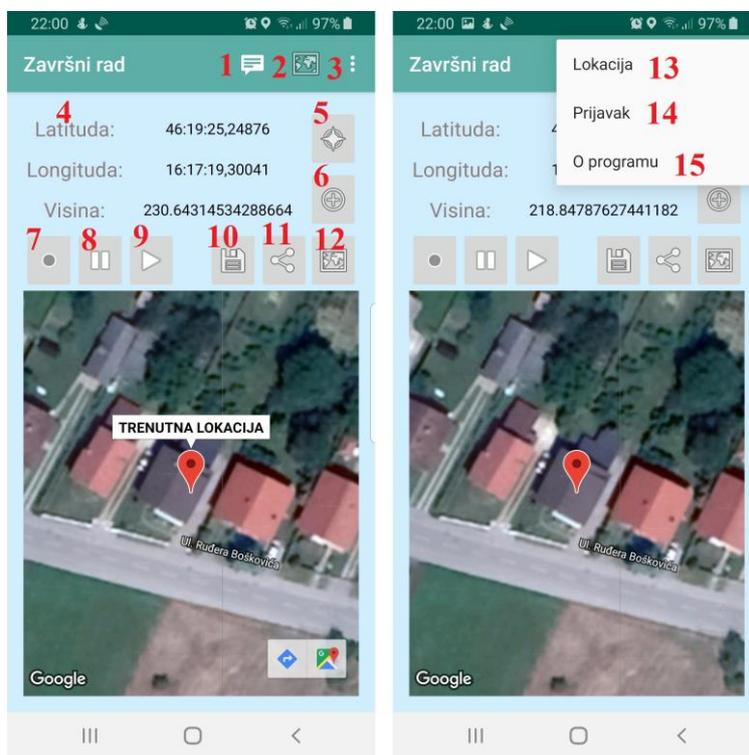 22:00 97%
Završni rad 1 2 3
4
Latituda: 46:19:25,24876 5
Longituda: 16:17:19,30041
6
Visina: 230.64314534288664
7 8 9 10 11 12
TRENUTNA LOKACIJA
Ul. Ruđera Boškovića
Google
22:00 97%
Završni rad
Lokacija 13
Prijavak 14
O programu 15
Latituda: 4
Longituda: 1
Visina: 218.84787627441182
Ul. Ruđera Boškovića
Google